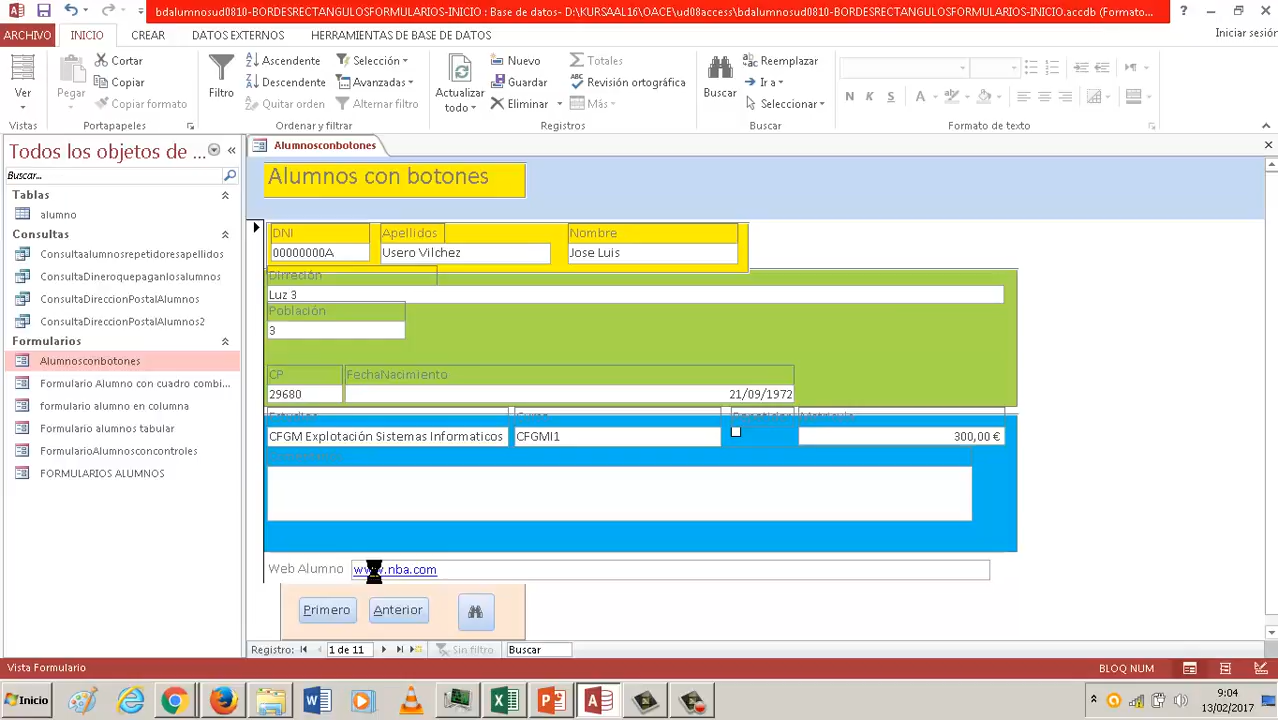 bdalumnosud0810-BORDESRECTANGULOSFORMULARIOS-INICIO : Base de datos- D:\KURSAAL16\OACE\ud08access\bdalumnosud0810-BORDESRECTANGULOSFORMULARIOS-INICIO.accdb (Formato...
ARCHIVO INICIO CREAR DATOS EXTERNOS HERRAMIENTAS DE BASE DE DATOS Iniciar sesión
Ver Pegar Cortar Copiar Copiar formato
Filtro Ascendente Descendente Quitar orden Selección Avanzadas Alternar filtro
Actualizar todo Nuevo Guardar Eliminar Totales Revisión ortográfica Más
Buscar Reemplazar Ir a Seleccionar
N K S A
Vistas Portapapeles Ordenar y filtrar Registros Buscar Formato de texto
Todos los objetos de ...
Buscar...
Tablas
alumno
Consultas
Consultaalumnosrepetidoresapellidos
ConsultaDineroquepaganlosalumnos
ConsultaDireccionPostalAlumnos
ConsultaDireccionPostalAlumnos2
Formularios
Alumnosconbotones
Formulario Alumno con cuadro combi...
formulario alumno en columna
Formulario alumnos tabular
FormularioAlumnosconcontroles
FORMULARIOS ALUMNOS
Alumnosconbotones
Alumnos con botones
DNI Apellidos Nombre
00000000A Usero Vilchez Jose Luis
Dirreción
Luz 3
Población
3
CP FechaNacimiento
29680 21/09/1972
Estudios Curso Repetidor Matricula
CFGM Explotación Sistemas Informaticos CFGMI1 300,00 €
Web Alumno www.nba.com
Primero Anterior
Registro: 1 de 11 Sin filtro Buscar
Vista Formulario BLOQ NUM
Inicio 9:04
13/02/2017